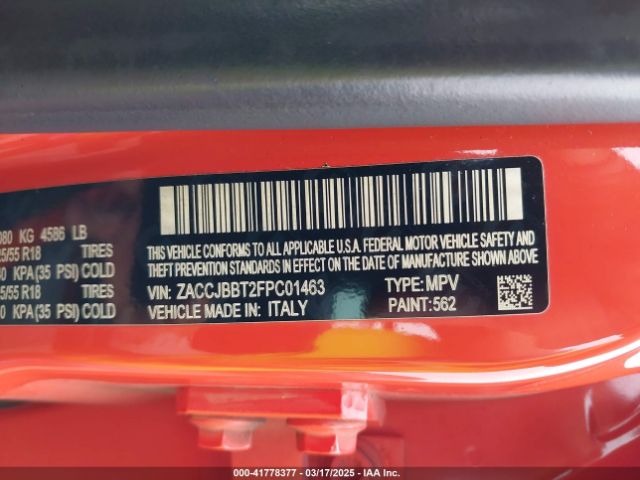 080 KG 4586 LB
5/55 R18 TIRES
0 KPA(35 PSI) COLD
5/55 R18 TIRES
0 KPA(35 PSI) COLD
THIS VEHICLE CONFORMS TO ALL APPLICABLE U.S.A. FEDERAL MOTOR VEHICLE SAFETY AND
THEFT PREVENTION STANDARDS IN EFFECT ON THE DATE OF MANUFACTURE SHOWN ABOVE.
VIN: ZACCJBBT2FPC01463 TYPE: MPV
VEHICLE MADE IN: ITALY PAINT:562
000-41778377 - 03/17/2025 - IAA Inc.